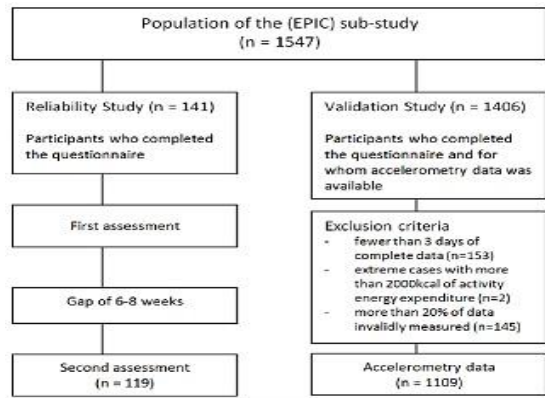 Population of the (EPIC) sub-study
(n = 1547)
Reliability Study (n = 141)
Participants who completed
the questionnaire
First assessment
Gap of 6-8 weeks
Second assessment
(n = 119)
Validation Study (n = 1406)
Participants who completed
the questionnaire and for
whom accelerometry data was
available
Exclusion criteria
- fewer than 3 days of
complete data (n=153)
- extreme cases with more
than 2000kcal of activity
energy expenditure (n=2)
- more than 20% of data
invalidly measured (n=145)
Accelerometry data
(n = 1109)